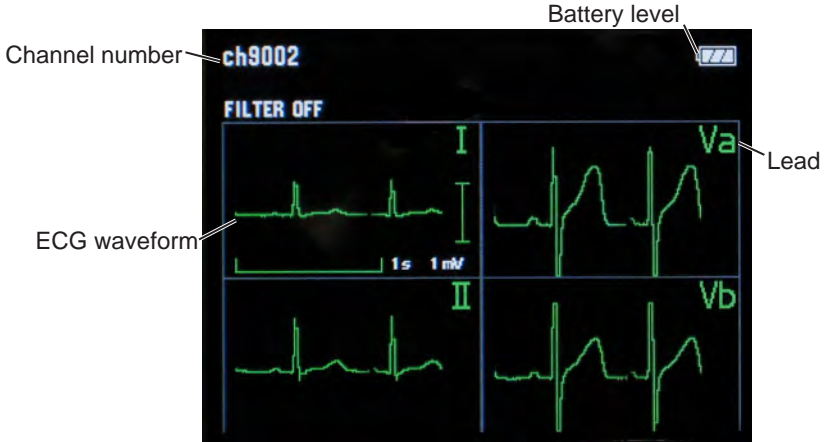 Battery level
Channel number
ch9002
FILTER OFF
I
Va
Lead
ECG waveform
1s 1mV
II
Vb